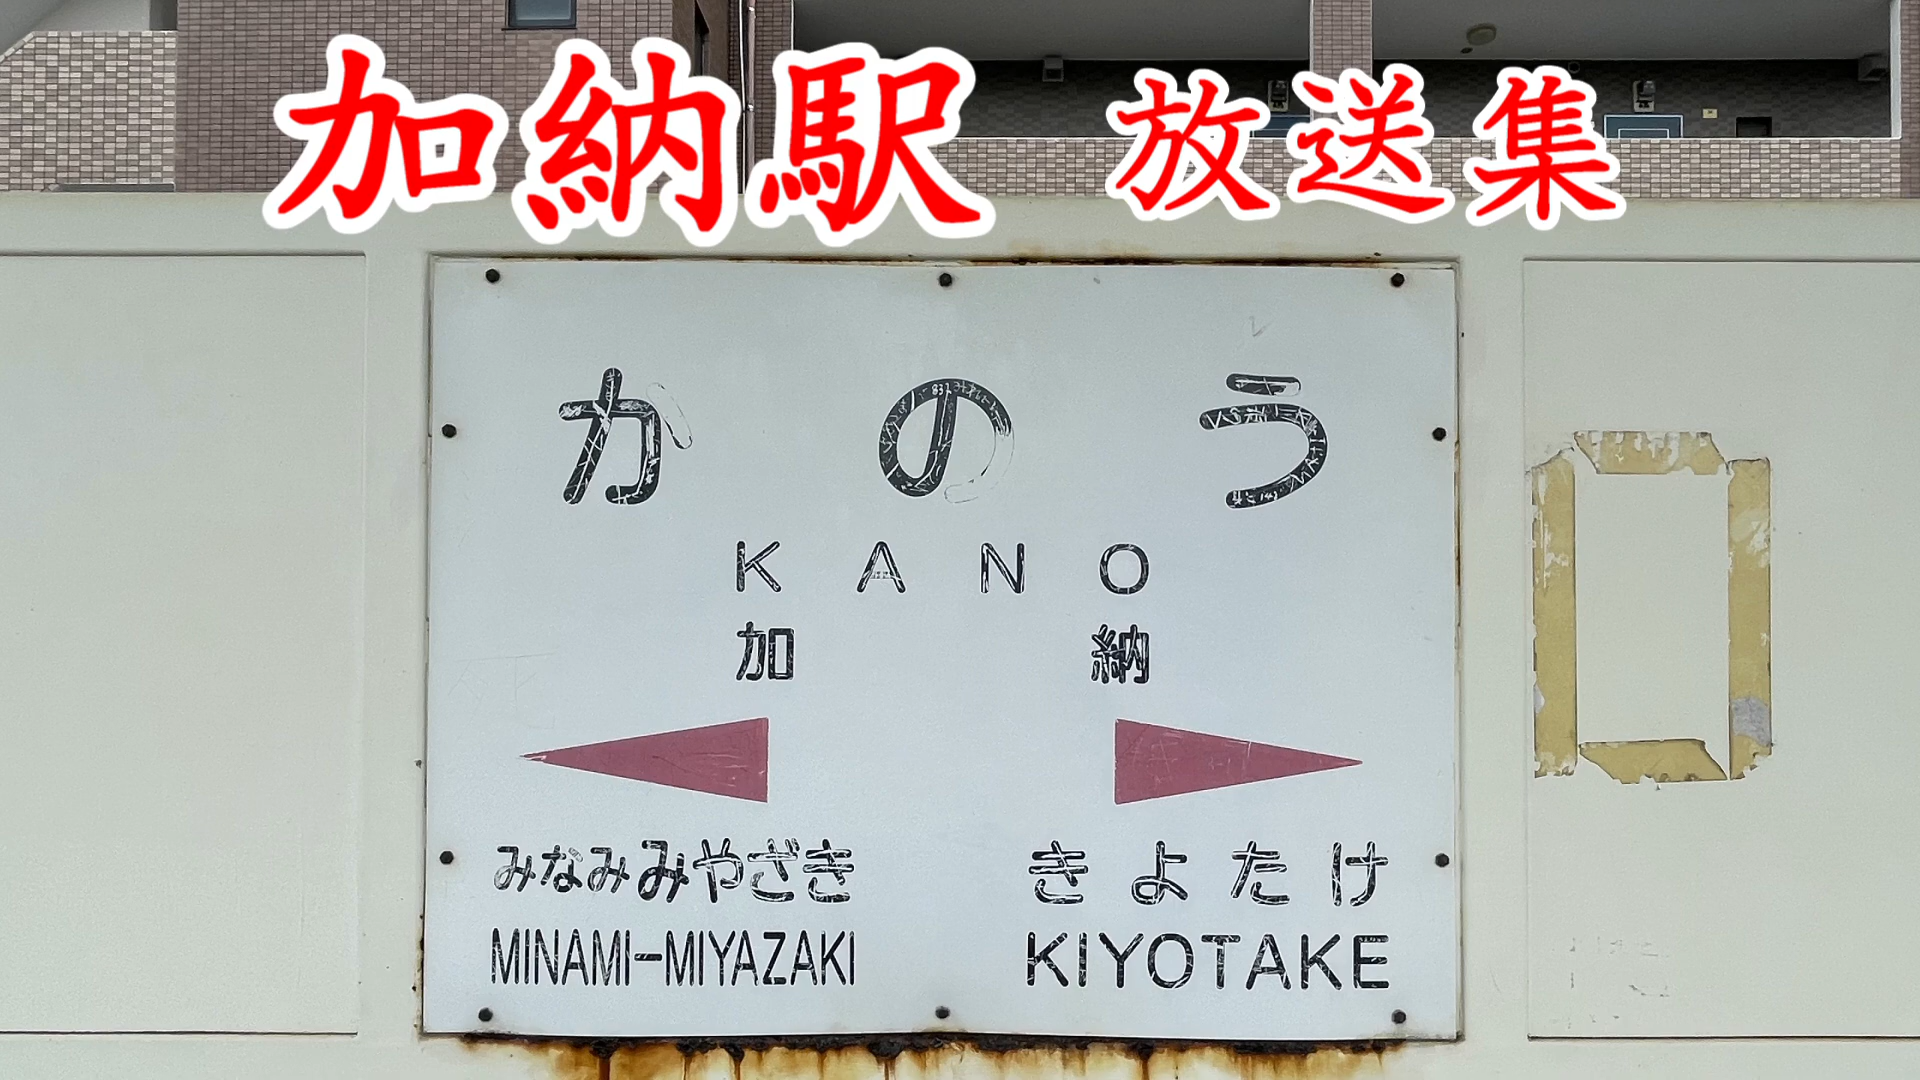 加納駅 放送集
かのう
KANO
加納
みなみみやざき きよたけ
MINAMI-MIYAZAKI KIYOTAKE